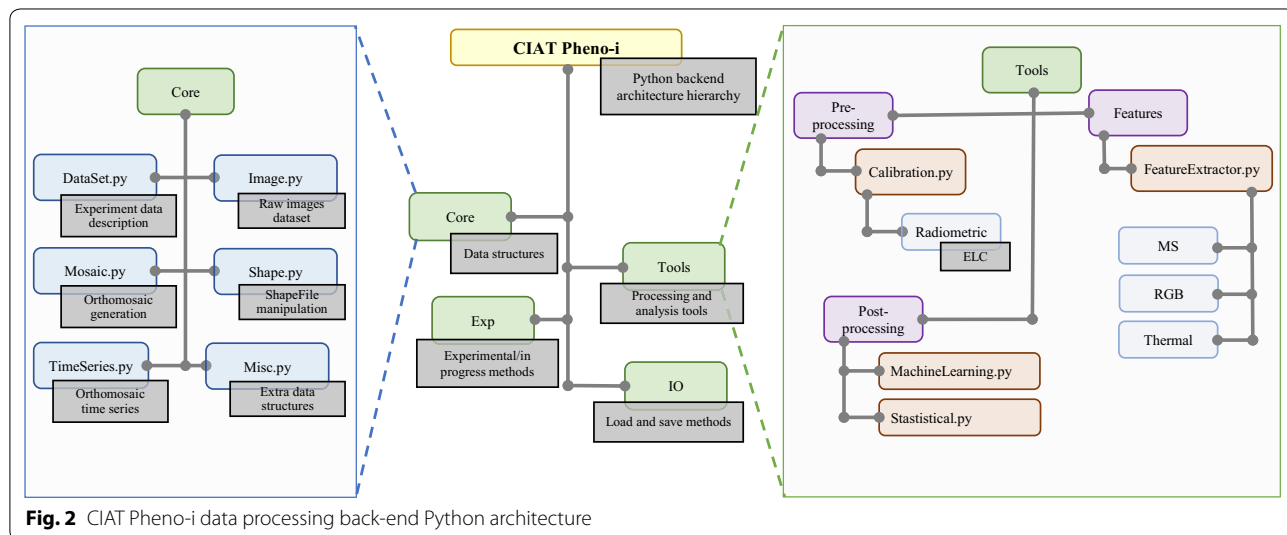 Core
DataSet.py
Experiment data
description
Image.py
Raw images
dataset
Mosaic.py
Orthomosaic
generation
Shape.py
ShapeFile
manipulation
TimeSeries.py
Orthomosaic
time series
Misc.py
Extra data
structures
CIAT Pheno-i
Python backend
architecture hierarchy
Core
Data structures
Tools
Processing and
analysis tools
Exp
Experimental/in
progress methods
IO
Load and save methods
Tools
Pre-
processing
Features
Calibration.py
FeatureExtractor.py
Radiometric
ELC
MS
RGB
Thermal
Post-
processing
MachineLearning.py
Stastistical.py
Fig. 2 CIAT Pheno-i data processing back-end Python architecture